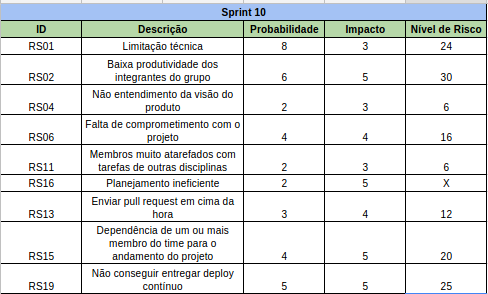 Sprint 10
ID Descrição Probabilidade Impacto Nível de Risco
RS01 Limitação técnica 8 3 24
Baixa produtividade dos
RS02 integrantes do grupo 6 5 30
Não entendimento da visão do
RS04 produto 2 3 6
Falta de comprometimento com o
RS06 projeto 4 4 16
Membros muito atarefados com
RS11 tarefas de outras disciplinas 2 3 6
RS16 Planejamento ineficiente 2 5 X
Enviar pull request em cima da
RS13 hora 3 4 12
Dependência de um ou mais
membro do time para o
RS15 andamento do projeto 4 5 20
Não conseguir entregar deploy
RS19 contínuo 5 5 25